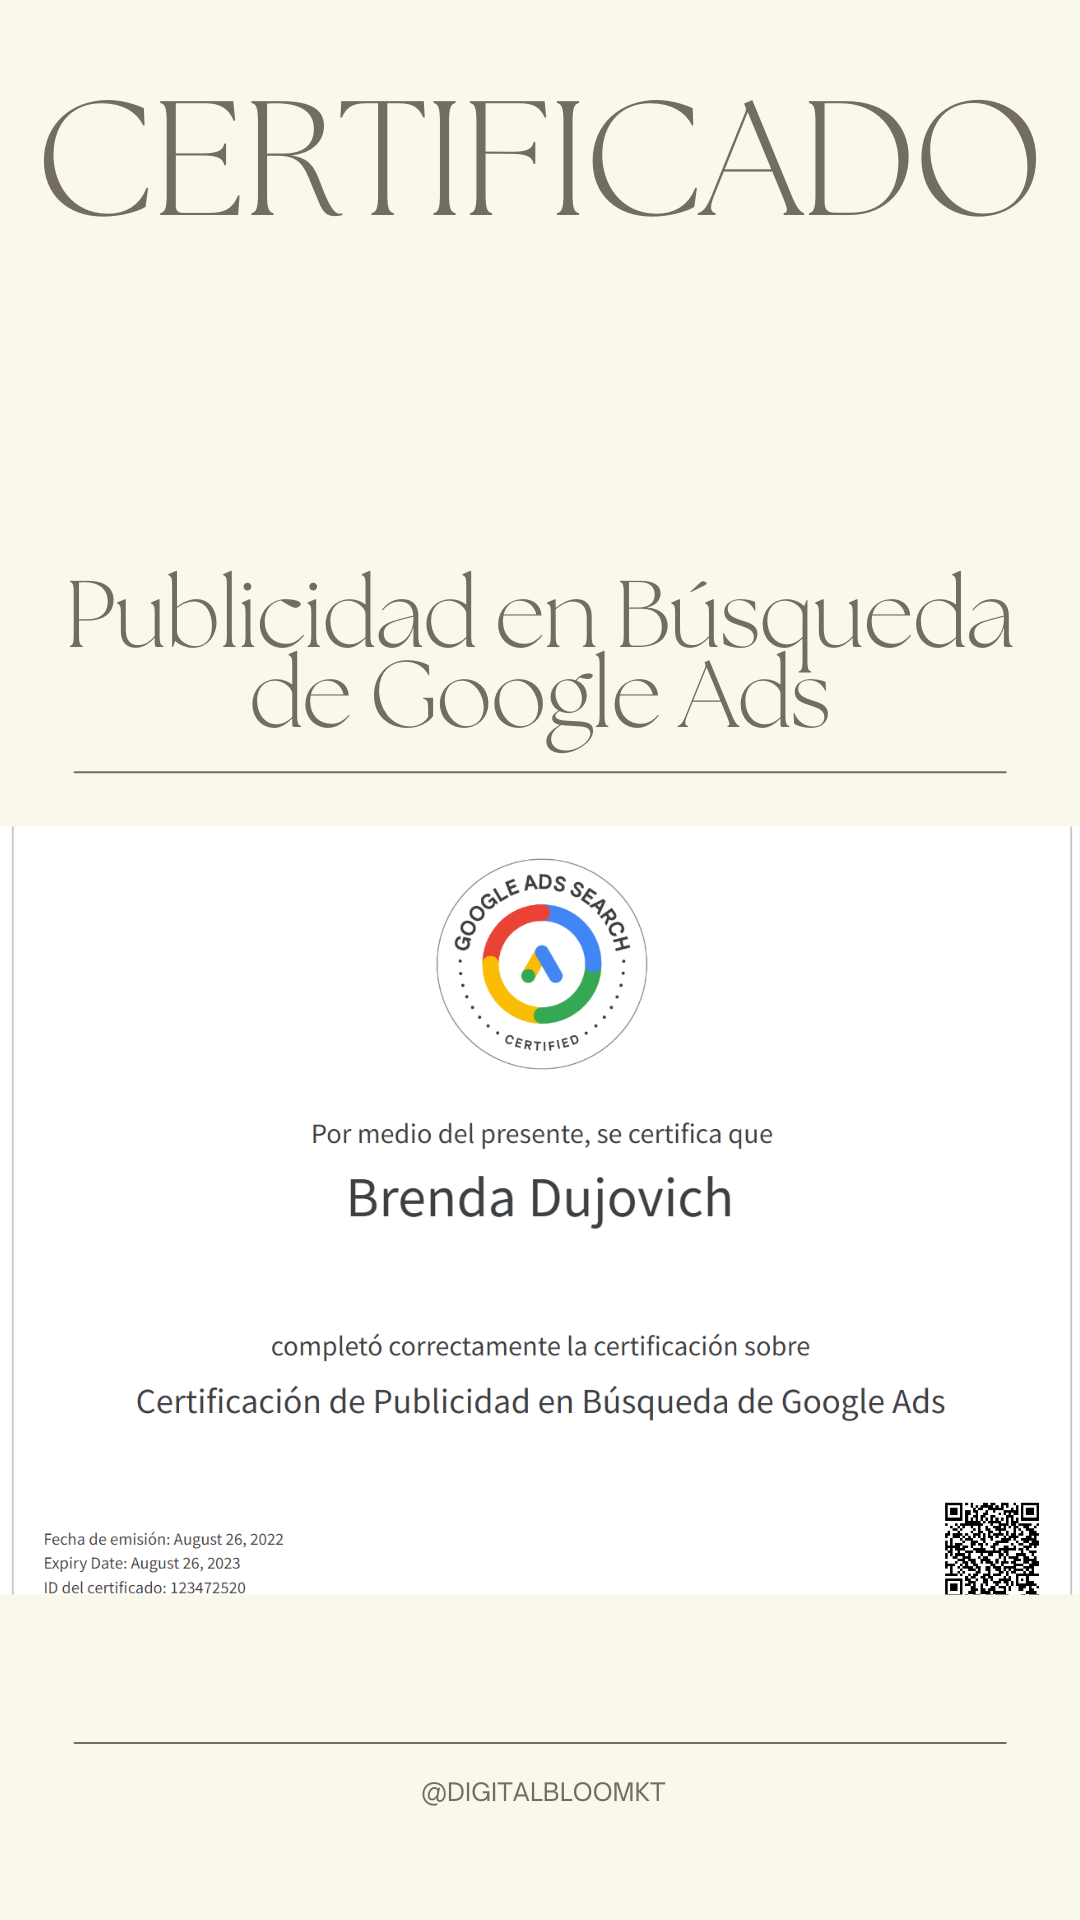 CERTIFICADO
Publicidad en Búsqueda
de Google Ads
GOOGLE ADS SEARCH
CERTIFIED
Por medio del presente, se certifica que
Brenda Dujovich
completó correctamente la certificación sobre
Certificación de Publicidad en Búsqueda de Google Ads
Fecha de emisión: August 26, 2022
Expiry Date: August 26, 2023
ID del certificado: 123472520
@DIGITALBLOOMKT